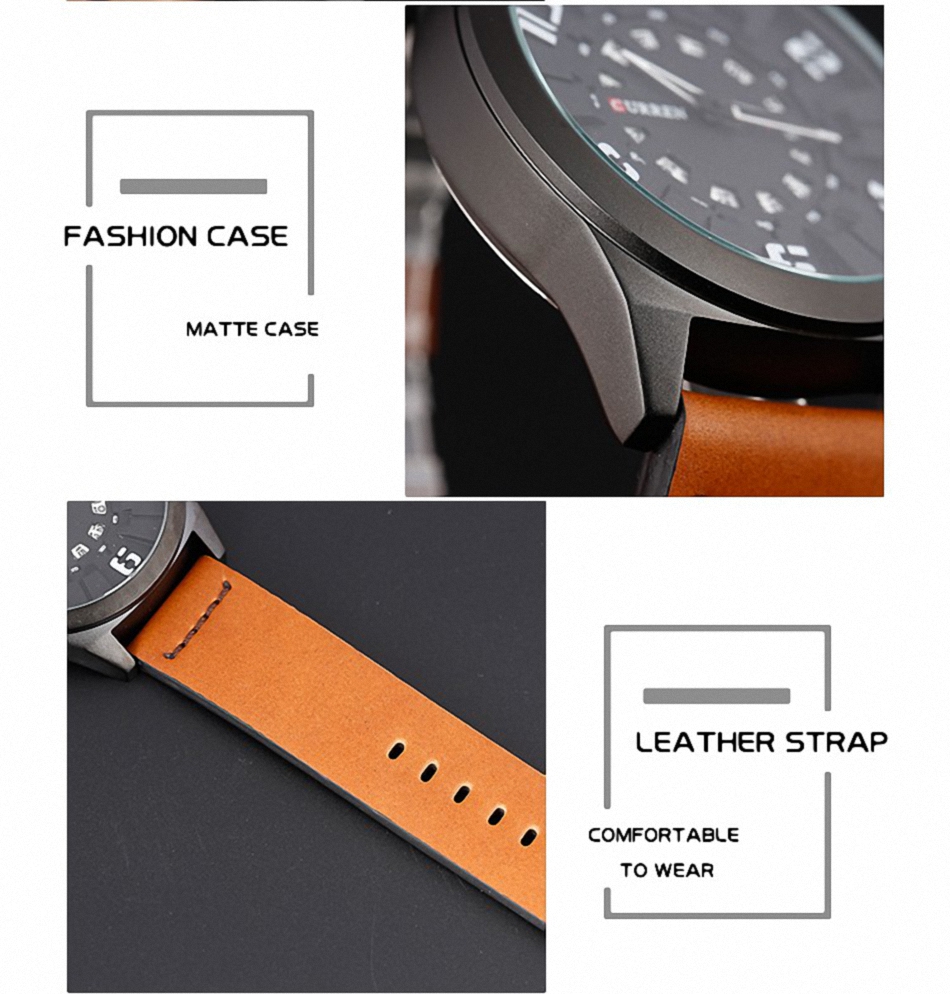 FASHION CASE
MATTE CASE
CURREN
LEATHER STRAP
COMFORTABLE
TO WEAR